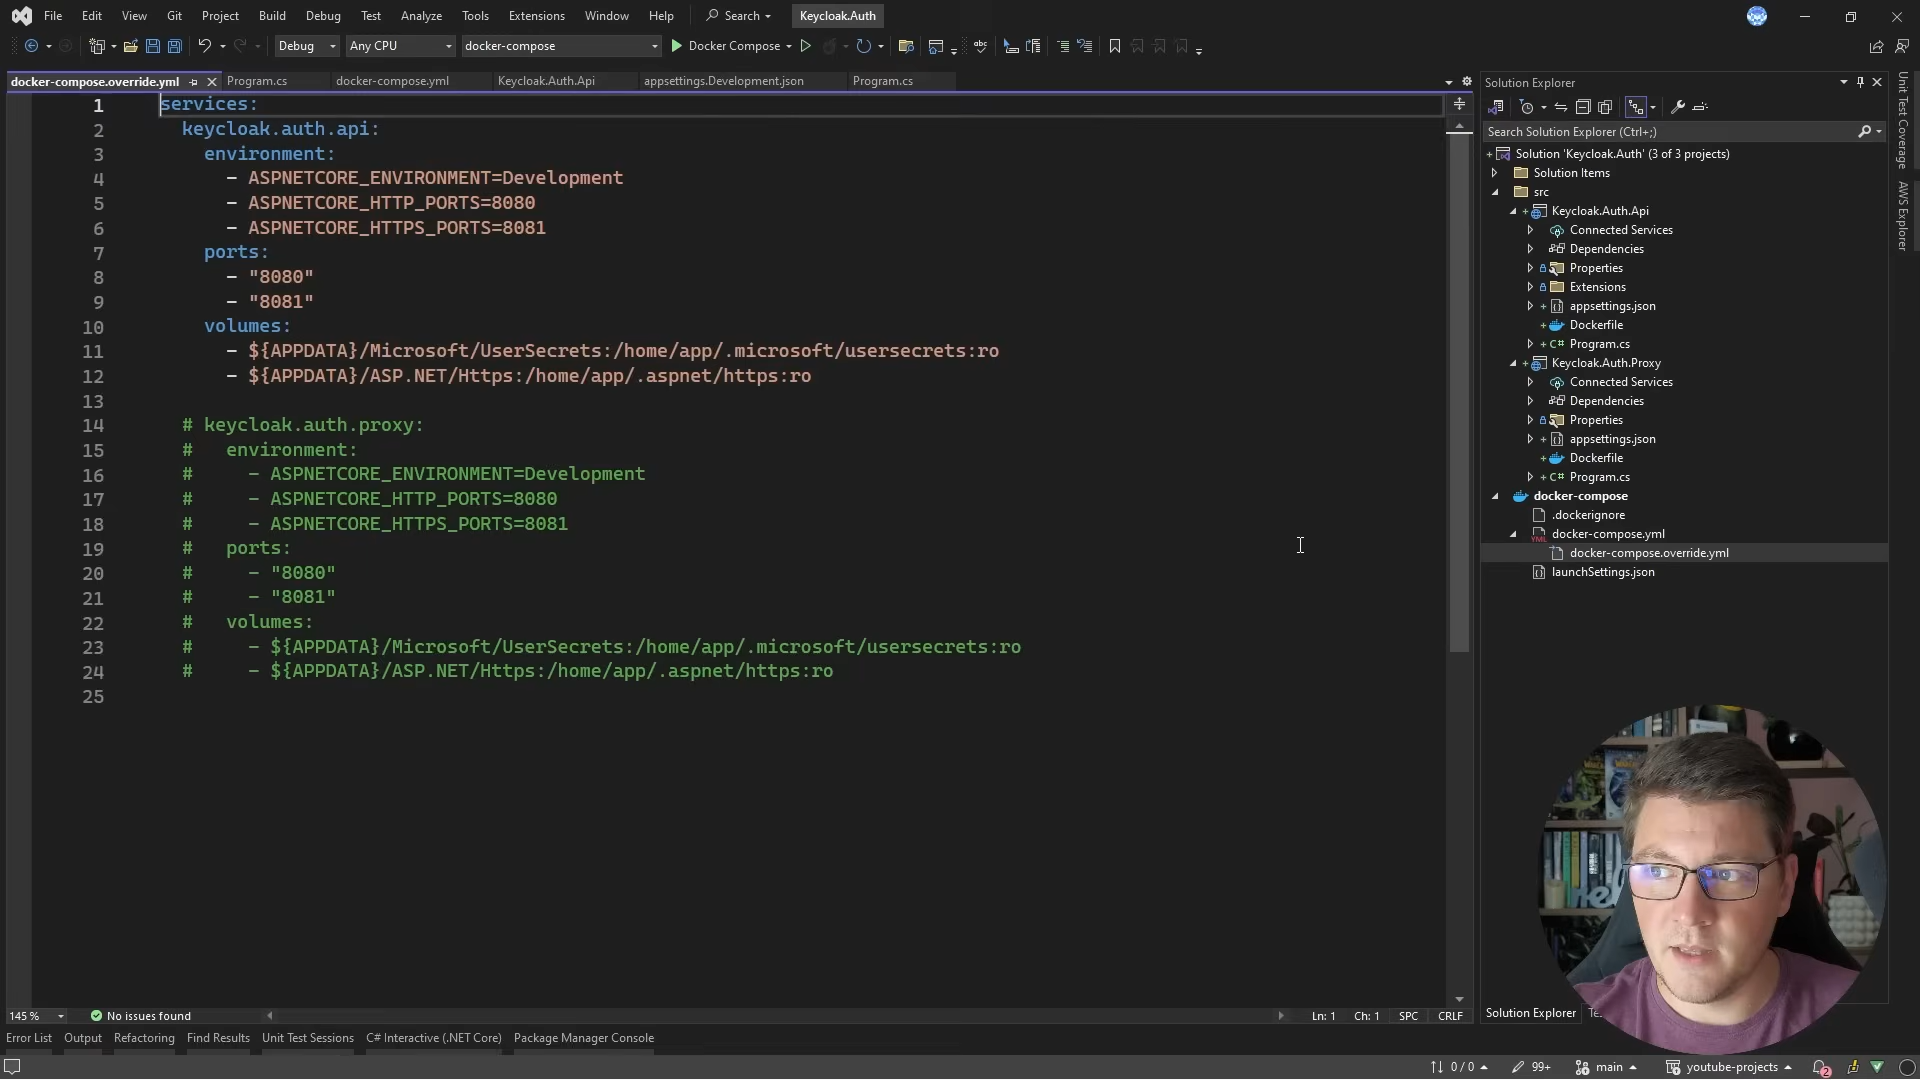 File Edit View Git Project Build Debug Test Analyze Tools Extensions Window Help Search Keycloak.Auth
Debug Any CPU docker-compose Docker Compose
docker-compose.override.yml Program.cs docker-compose.yml Keycloak.Auth.Api appsettings.Development.json Program.cs
1 services:
2 keycloak.auth.api:
3 environment:
4 - ASPNETCORE_ENVIRONMENT=Development
5 - ASPNETCORE_HTTP_PORTS=8080
6 - ASPNETCORE_HTTPS_PORTS=8081
7 ports:
8 - "8080"
9 - "8081"
10 volumes:
11 - ${APPDATA}/Microsoft/UserSecrets:/home/app/.microsoft/usersecrets:ro
12 - ${APPDATA}/ASP.NET/Https:/home/app/.aspnet/https:ro
13
14 # keycloak.auth.proxy:
15 # environment:
16 # - ASPNETCORE_ENVIRONMENT=Development
17 # - ASPNETCORE_HTTP_PORTS=8080
18 # - ASPNETCORE_HTTPS_PORTS=8081
19 # ports:
20 # - "8080"
21 # - "8081"
22 # volumes:
23 # - ${APPDATA}/Microsoft/UserSecrets:/home/app/.microsoft/usersecrets:ro
24 # - ${APPDATA}/ASP.NET/Https:/home/app/.aspnet/https:ro
25
145 % No issues found Ln: 1 Ch: 1 SPC CRLF
Solution Explorer
Search Solution Explorer (Ctrl+;)
Solution 'Keycloak.Auth' (3 of 3 projects)
Solution Items
src
Keycloak.Auth.Api
Connected Services
Dependencies
Properties
Extensions
appsettings.json
Dockerfile
Program.cs
Keycloak.Auth.Proxy
Connected Services
Dependencies
Properties
appsettings.json
Dockerfile
Program.cs
docker-compose
.dockerignore
docker-compose.yml
docker-compose.override.yml
launchSettings.json
Solution Explorer
Unit Test Coverage
AWS Explorer
Error List Output Refactoring Find Results Unit Test Sessions C# Interactive (.NET Core) Package Manager Console
0 / 0 99+ main youtube-projects 2